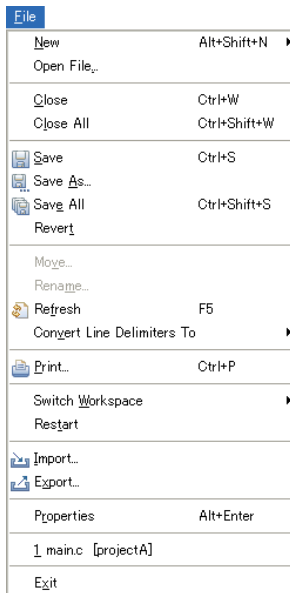 File
New Alt+Shift+N
Open File...
Close Ctrl+W
Close All Ctrl+Shift+W
Save Ctrl+S
Save As...
Save All Ctrl+Shift+S
Revert
Move...
Rename...
Refresh F5
Convert Line Delimiters To
Print... Ctrl+P
Switch Workspace
Restart
Import...
Export...
Properties Alt+Enter
1 main.c [projectA]
Exit